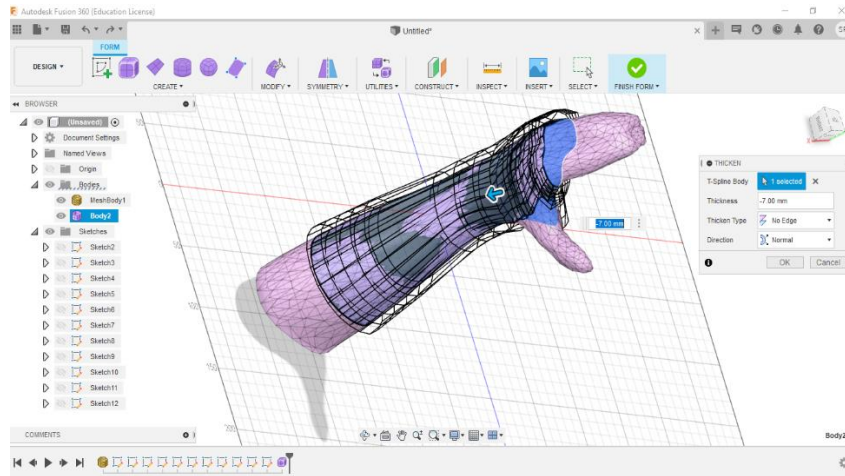 Autodesk Fusion 360 (Education License)
Untitled*
FORM
DESIGN
CREATE
MODIFY
SYMMETRY
UTILITIES
CONSTRUCT
INSPECT
INSERT
SELECT
FINISH FORM
BROWSER
(Unsaved)
Document Settings
Named Views
Origin
Bodies
MeshBody1
Body2
Sketches
Sketch2
Sketch3
Sketch4
Sketch5
Sketch6
Sketch7
Sketch8
Sketch9
Sketch10
Sketch11
Sketch12
-7.00 mm
THICKEN
T-Spline Body
1 selected
Thickness
-7.00 mm
Thicken Type
No Edge
Direction
Normal
OK
Cancel
COMMENTS
Body2